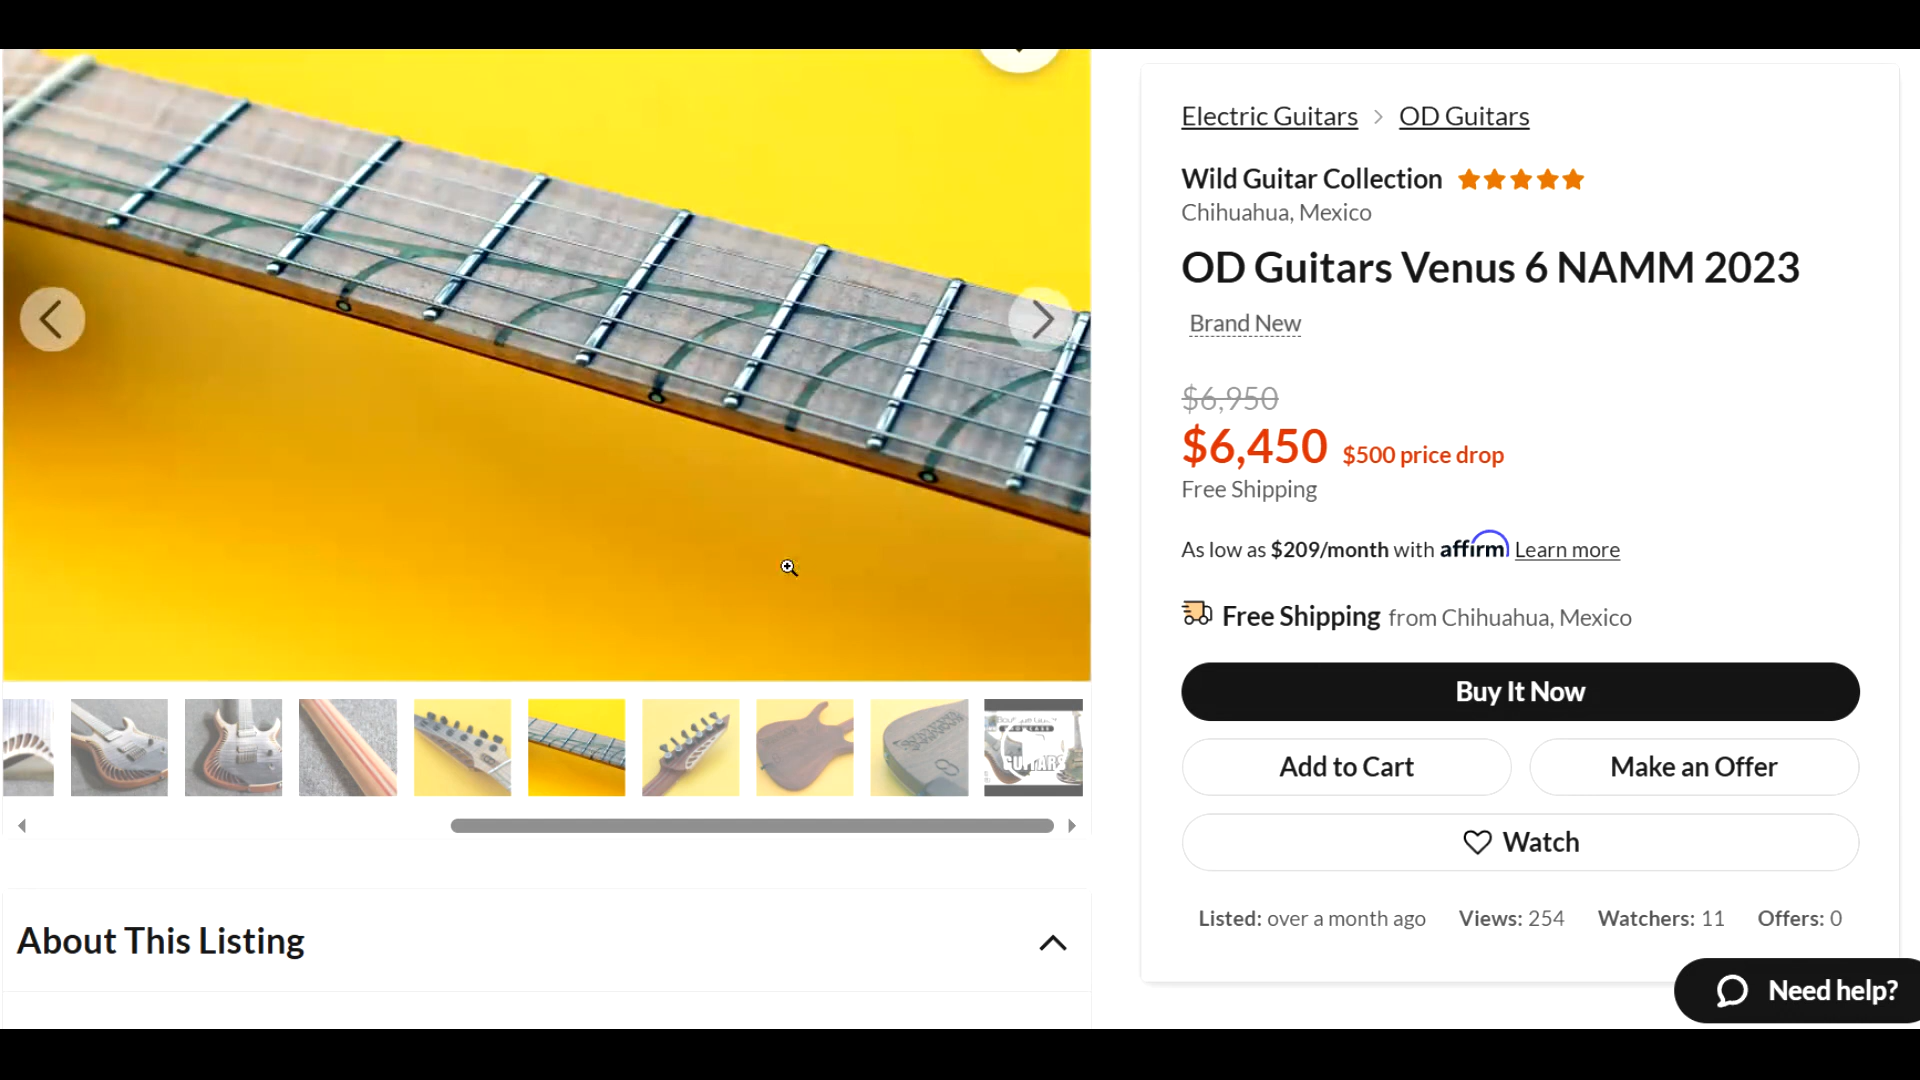 Electric Guitars > OD Guitars
Wild Guitar Collection
Chihuahua, Mexico
OD Guitars Venus 6 NAMM 2023
Brand New
$6,950
$6,450 $500 price drop
Free Shipping
As low as $209/month with affirm Learn more
Free Shipping from Chihuahua, Mexico
Buy It Now
Add to Cart
Make an Offer
Watch
Listed: over a month ago Views: 254 Watchers: 11 Offers: 0
GUITARS
About This Listing
Need help?